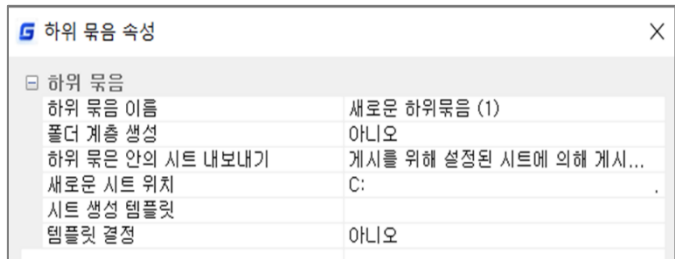 하위 묶음 속성
하위 묶음
하위 묶음 이름 새로운 하위묶음 (1)
폴더 계층 생성 아니오
하위 묶은 안의 시트 내보내기 게시를 위해 설정된 시트에 의해 게시...
새로운 시트 위치 C: .
시트 생성 템플릿
템플릿 결정 아니오